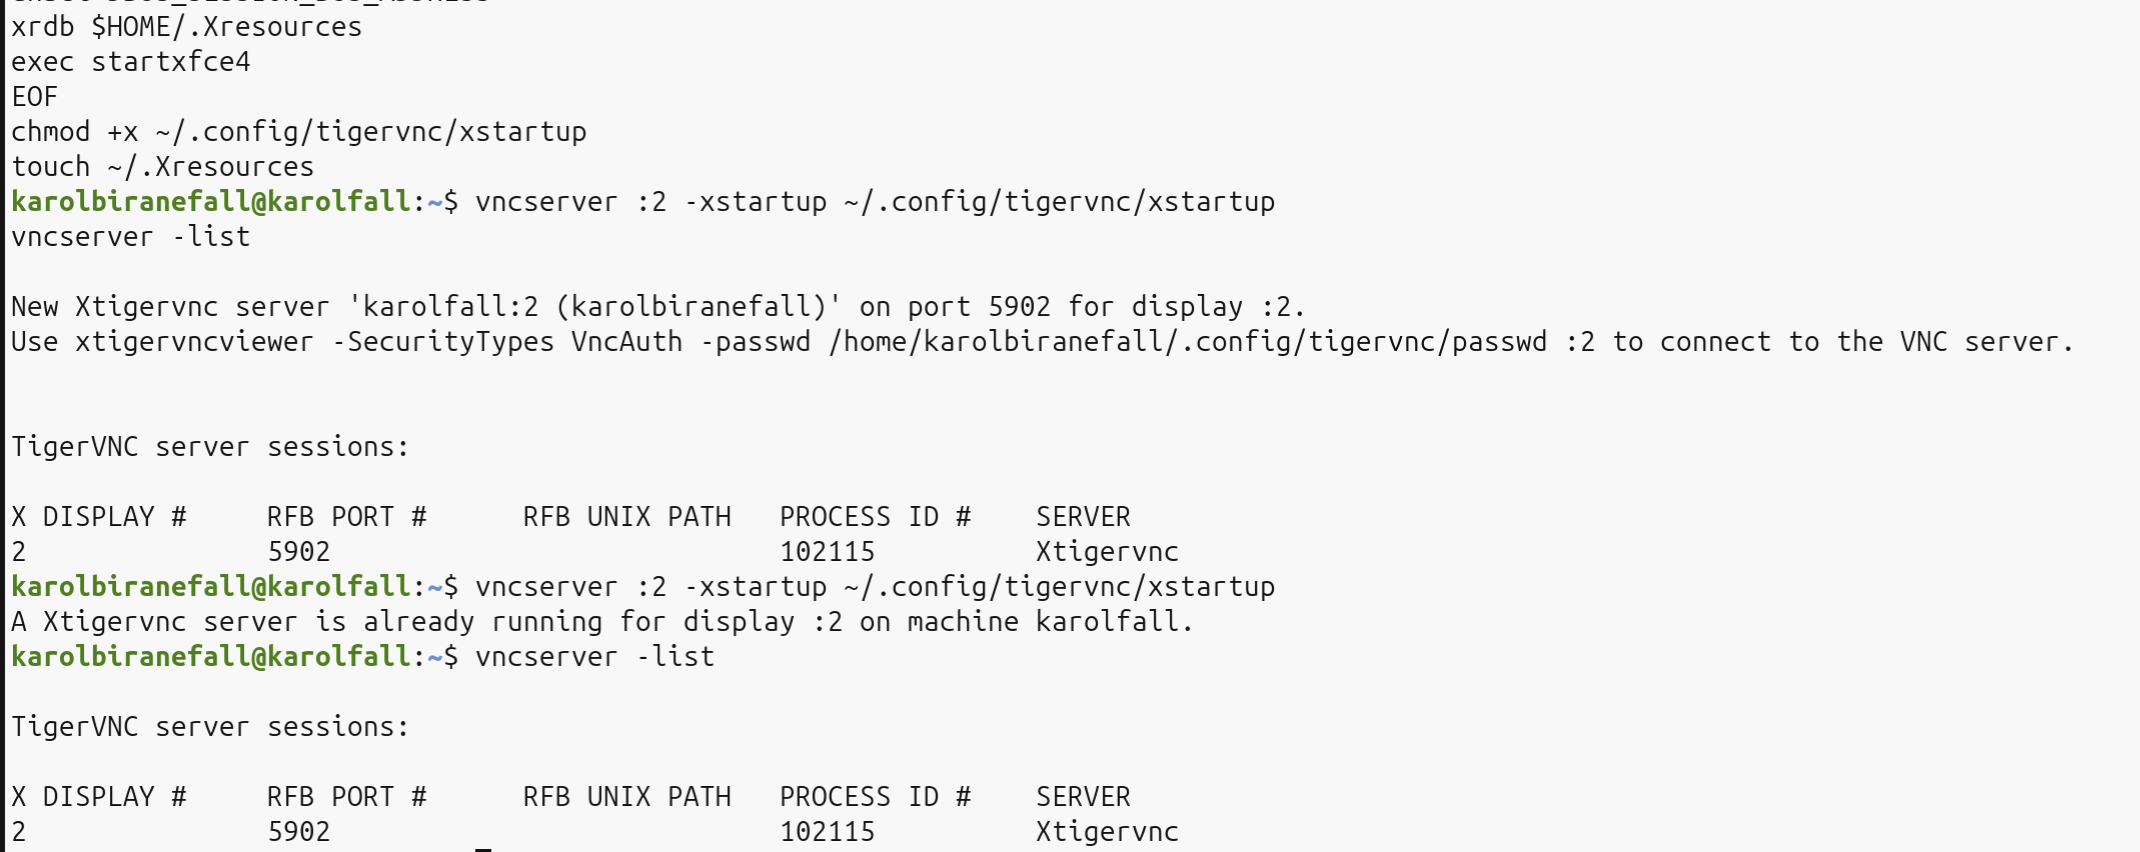 xrdb $HOME/.Xresources
exec startxfce4
EOF
chmod +x ~/.config/tigervnc/xstartup
touch ~/.Xresources
karolbiranefall@karolfall:~$ vncserver :2 -xstartup ~/.config/tigervnc/xstartup
vncserver -list
New Xtigervnc server 'karolfall:2 (karolbiranefall)' on port 5902 for display :2.
Use xtigervncviewer -SecurityTypes VncAuth -passwd /home/karolbiranefall/.config/tigervnc/passwd :2 to connect to the VNC server.
TigerVNC server sessions:
X DISPLAY # RFB PORT # RFB UNIX PATH PROCESS ID # SERVER
2 5902 102115 Xtigervnc
karolbiranefall@karolfall:~$ vncserver :2 -xstartup ~/.config/tigervnc/xstartup
A Xtigervnc server is already running for display :2 on machine karolfall.
karolbiranefall@karolfall:~$ vncserver -list
TigerVNC server sessions:
X DISPLAY # RFB PORT # RFB UNIX PATH PROCESS ID # SERVER
2 5902 102115 Xtigervnc